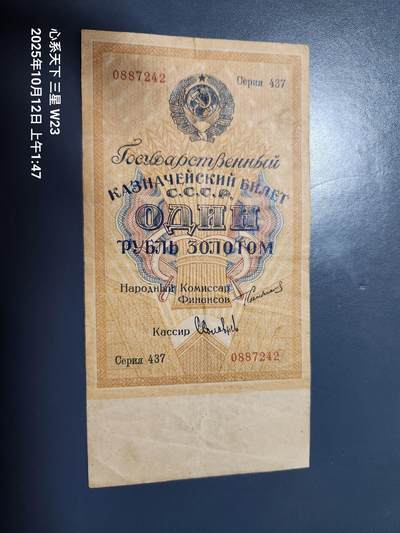 心系天下 三星 W23
2025年10月12日 上午1:47
0887242
Серия 437
Государственный
КАЗНАЧЕЙСКИЙ БИЛЕТ
С.С.С.Р.
ОДИН
РУБЛЬ ЗОЛОТОМ
Народный Комиссар
Финансов
Кассир
Серия 437
0887242